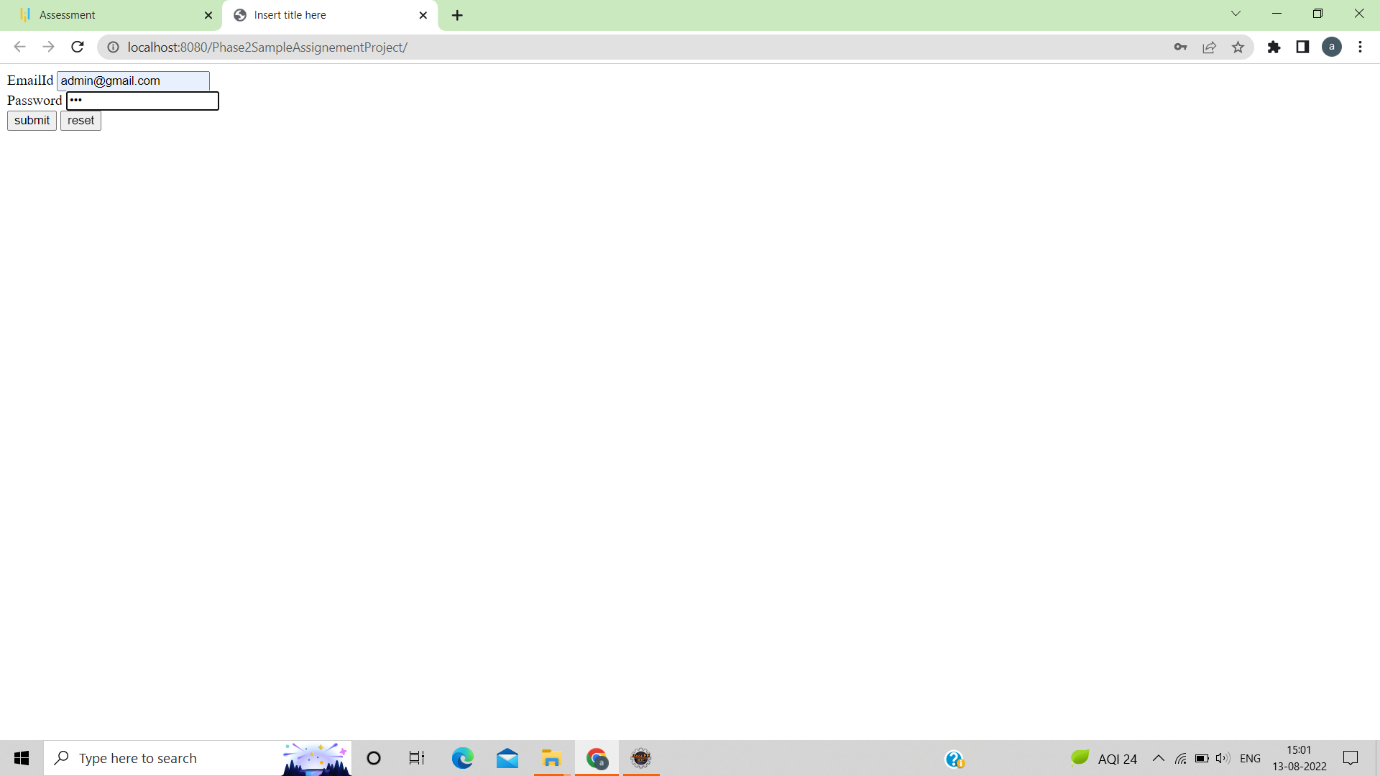 Assessment
Insert title here
localhost:8080/Phase2SampleAssignementProject/
a
EmailId admin@gmail.com
Password •••
submit reset
Type here to search
AQI 24
ENG
15:01
13-08-2022